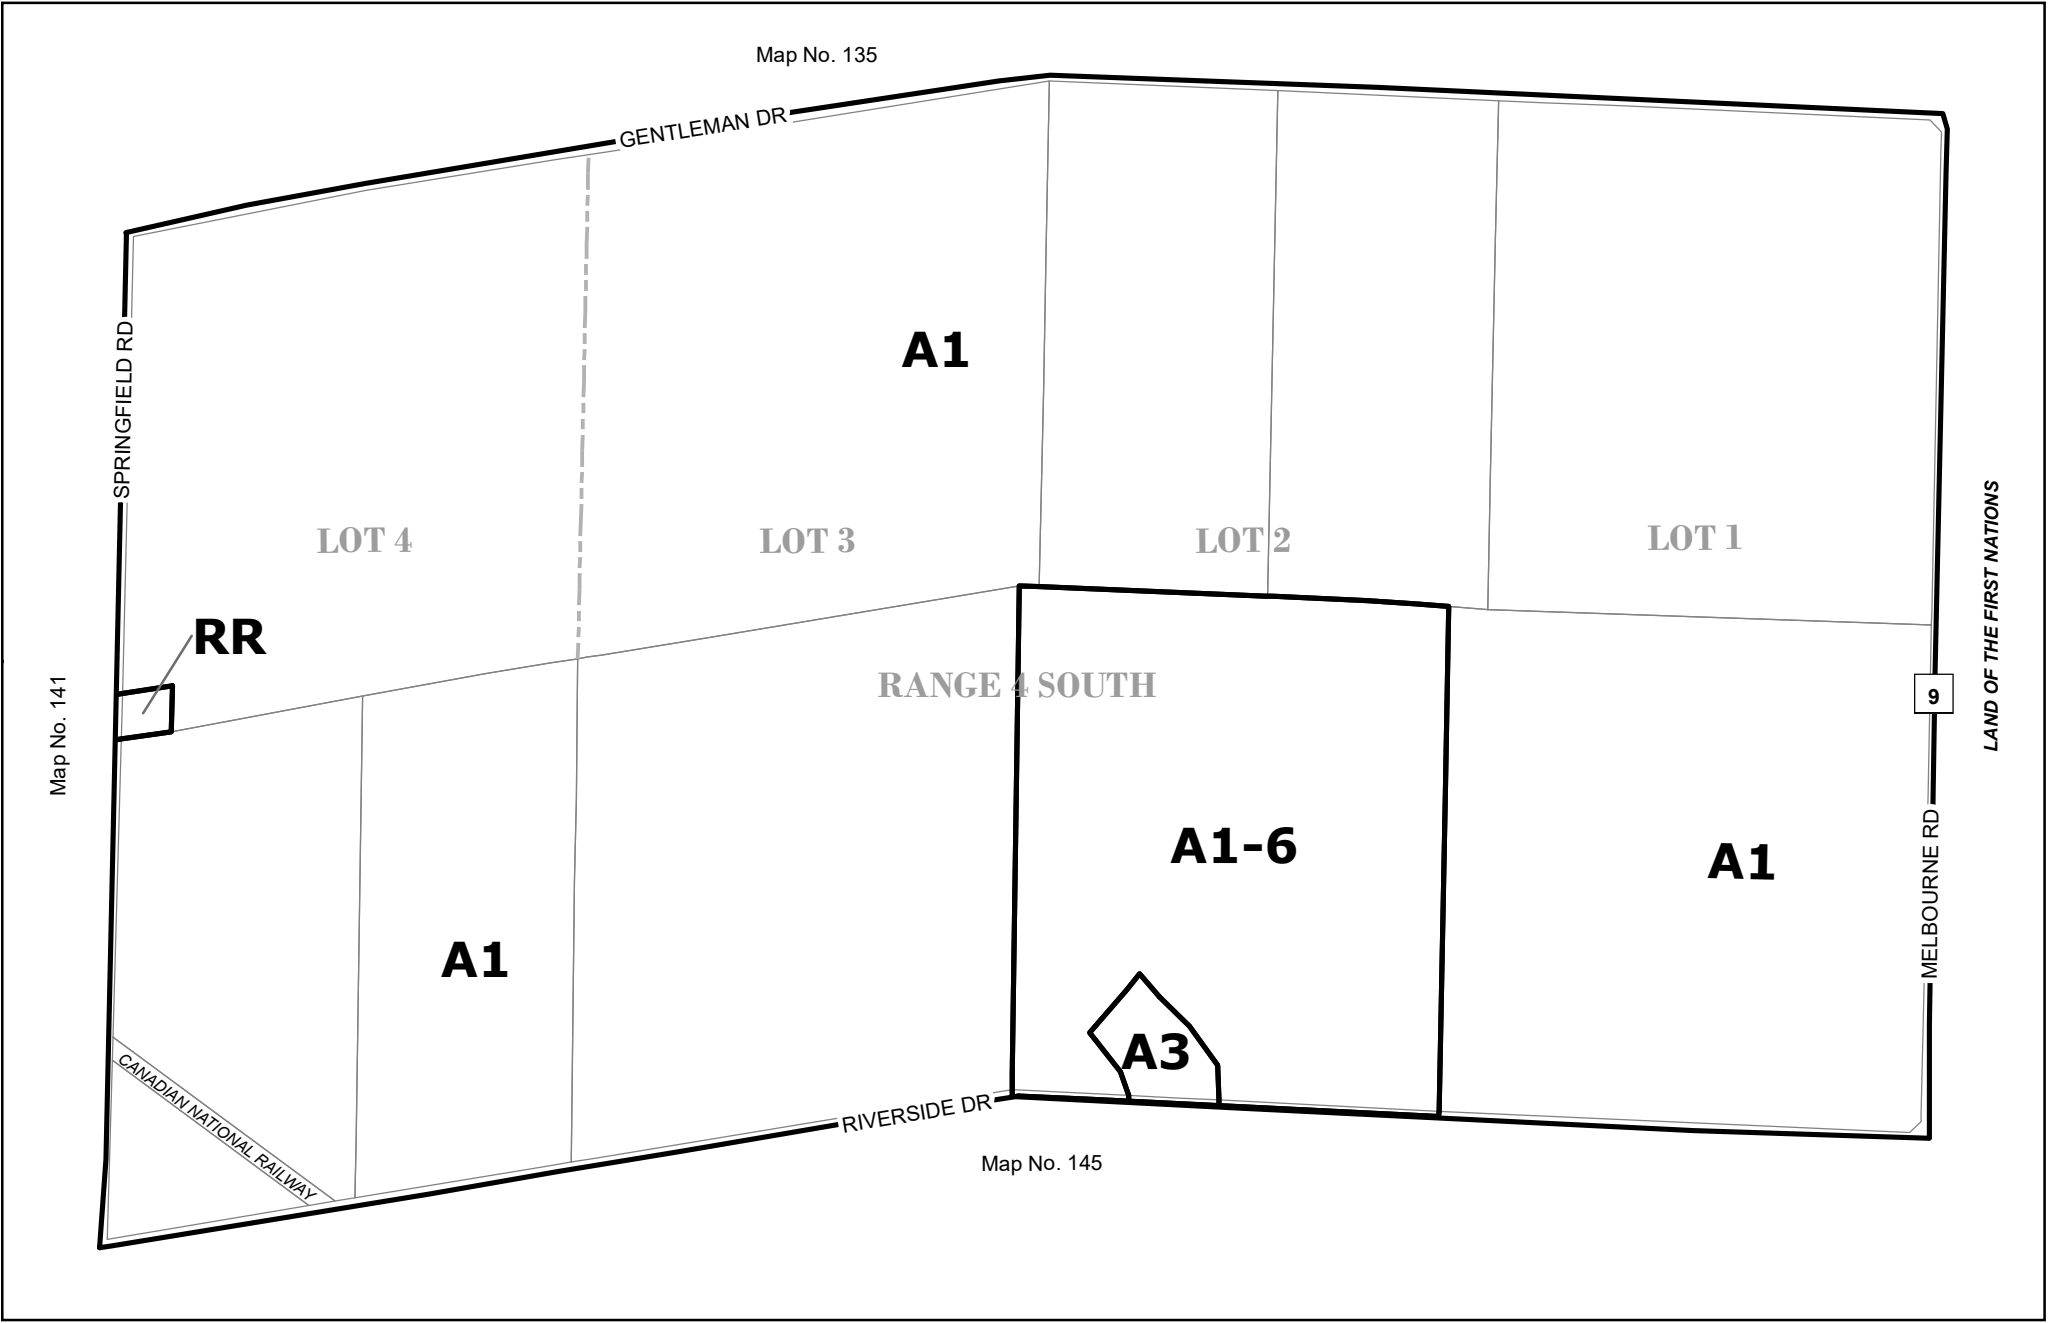 Map No. 135
GENTLEMAN DR
SPRINGFIELD RD
A1
LOT 4
LOT 3
LOT 2
LOT 1
LAND OF THE FIRST NATIONS
RR
RANGE 4 SOUTH
9
Map No. 141
A1-6
A1
MELBOURNE RD
A1
A3
CANADIAN NATIONAL RAILWAY
RIVERSIDE DR
Map No. 145